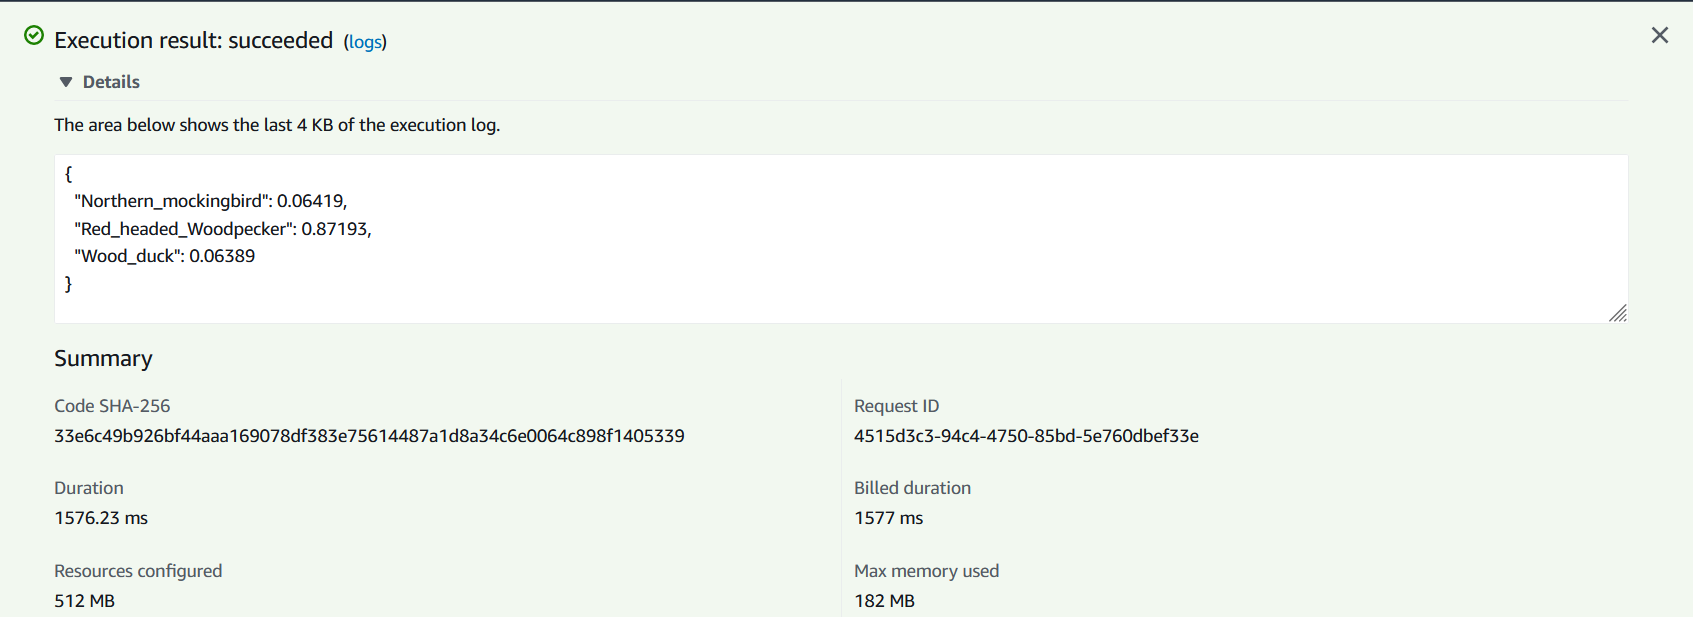 Execution result: succeeded (logs)
Details
The area below shows the last 4 KB of the execution log.
{
"Northern_mockingbird": 0.06419,
"Red_headed_Woodpecker": 0.87193,
"Wood_duck": 0.06389
}
Summary
Code SHA-256
33e6c49b926bf44aaa169078df383e75614487a1d8a34c6e0064c898f1405339
Request ID
4515d3c3-94c4-4750-85bd-5e760dbef33e
Duration
1576.23 ms
Billed duration
1577 ms
Resources configured
512 MB
Max memory used
182 MB